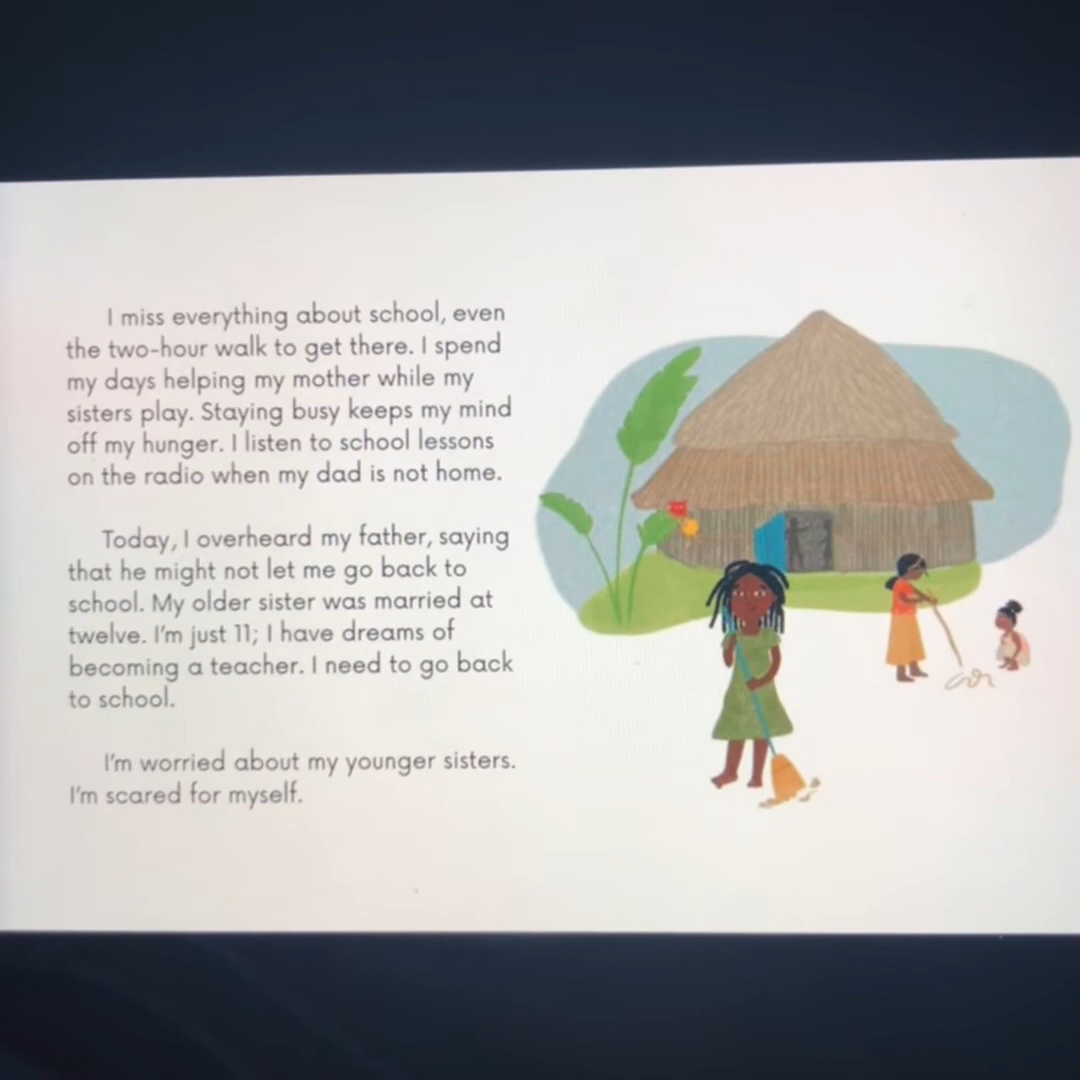 I miss everything about school, even
the two-hour walk to get there. I spend
my days helping my mother while my
sisters play. Staying busy keeps my mind
off my hunger. I listen to school lessons
on the radio when my dad is not home.
Today, I overheard my father, saying
that he might not let me go back to
school. My older sister was married at
twelve. I'm just 11; I have dreams of
becoming a teacher. I need to go back
to school.
I'm worried about my younger sisters.
I'm scared for myself.